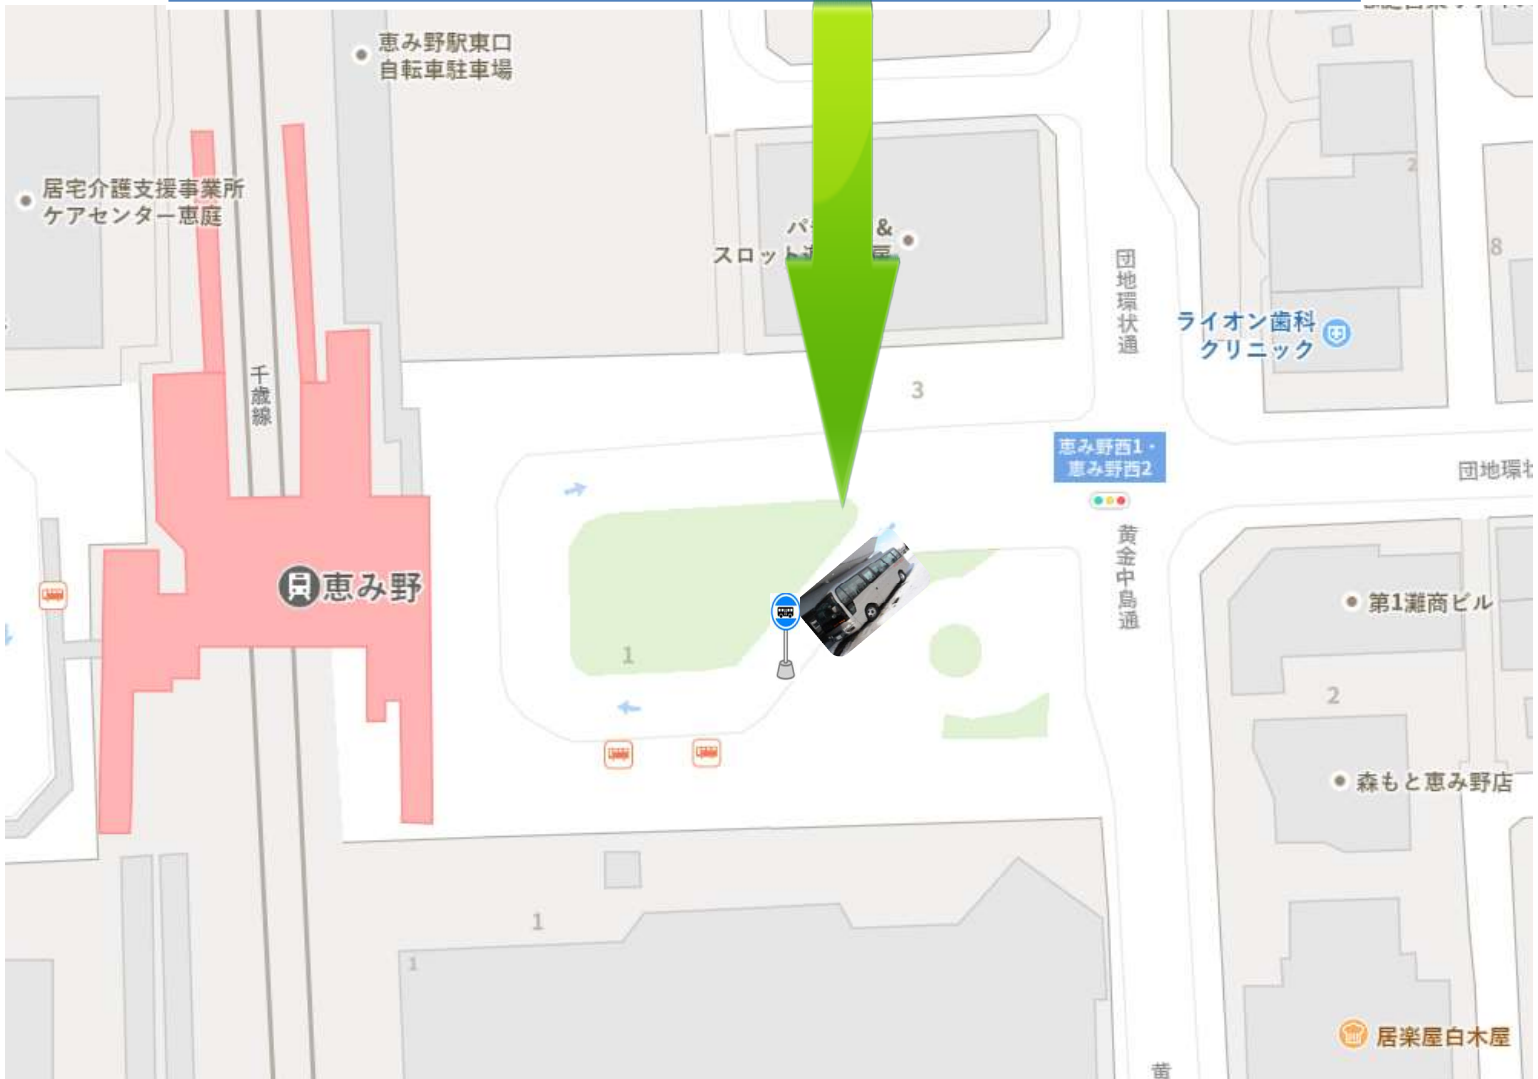 恵み野駅東口
自転車駐車場
居宅介護支援事業所
ケアセンター恵庭
パ
&
スロット
団地環状通
2
8
ライオン歯科
クリニック
千歳線
3
恵み野西1・
恵み野西2
団地環状
恵み野
黄金中島通
第1灘商ビル
1
2
森もと恵み野店
1
1
居楽屋白木屋
黄